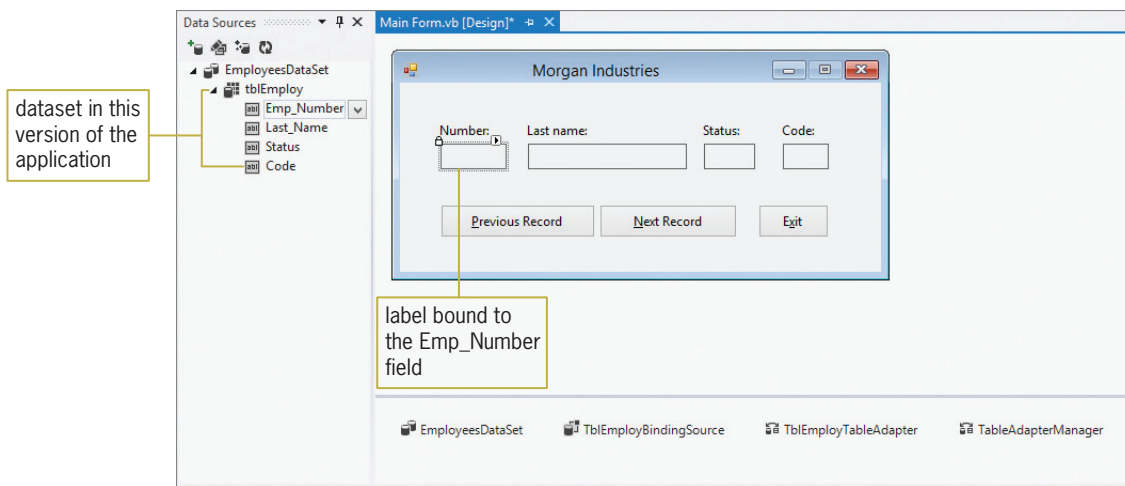 Data Sources
Main Form.vb [Design]*
EmployeesDataSet
tblEmploy
Emp_Number
Last_Name
Status
Code
dataset in this
version of the
application
Morgan Industries
Number:
Last name:
Status:
Code:
Previous Record
Next Record
Exit
label bound to
the Emp_Number
field
EmployeesDataSet
TblEmployBindingSource
TblEmployTableAdapter
TableAdapterManager